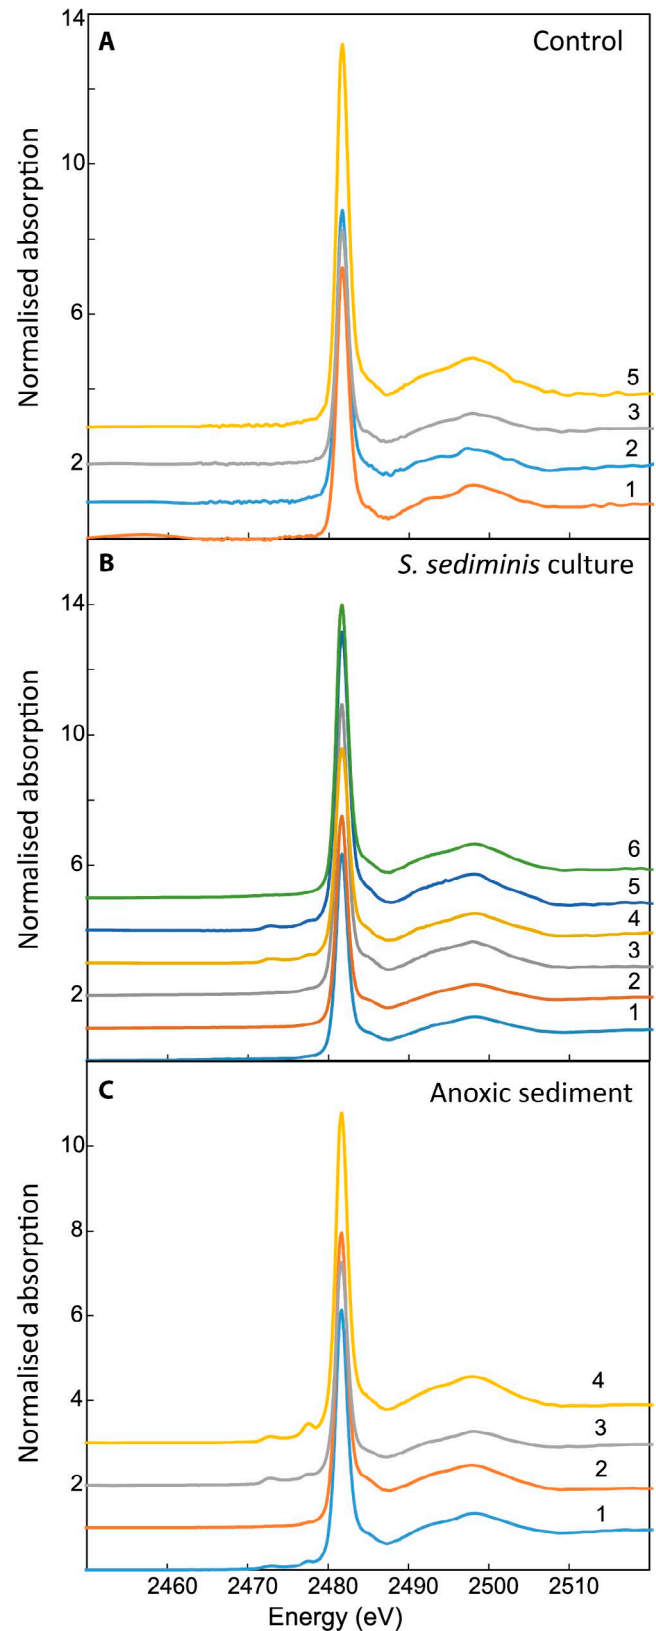 A
Control
14
10
6
2
Normalised absorption
5
3
2
1
B
S. sediminis culture
14
10
6
2
Normalised absorption
6
5
4
3
2
1
C
Anoxic sediment
10
8
6
4
2
Normalised absorption
4
3
2
1
2460 2470 2480 2490 2500 2510
Energy (eV)